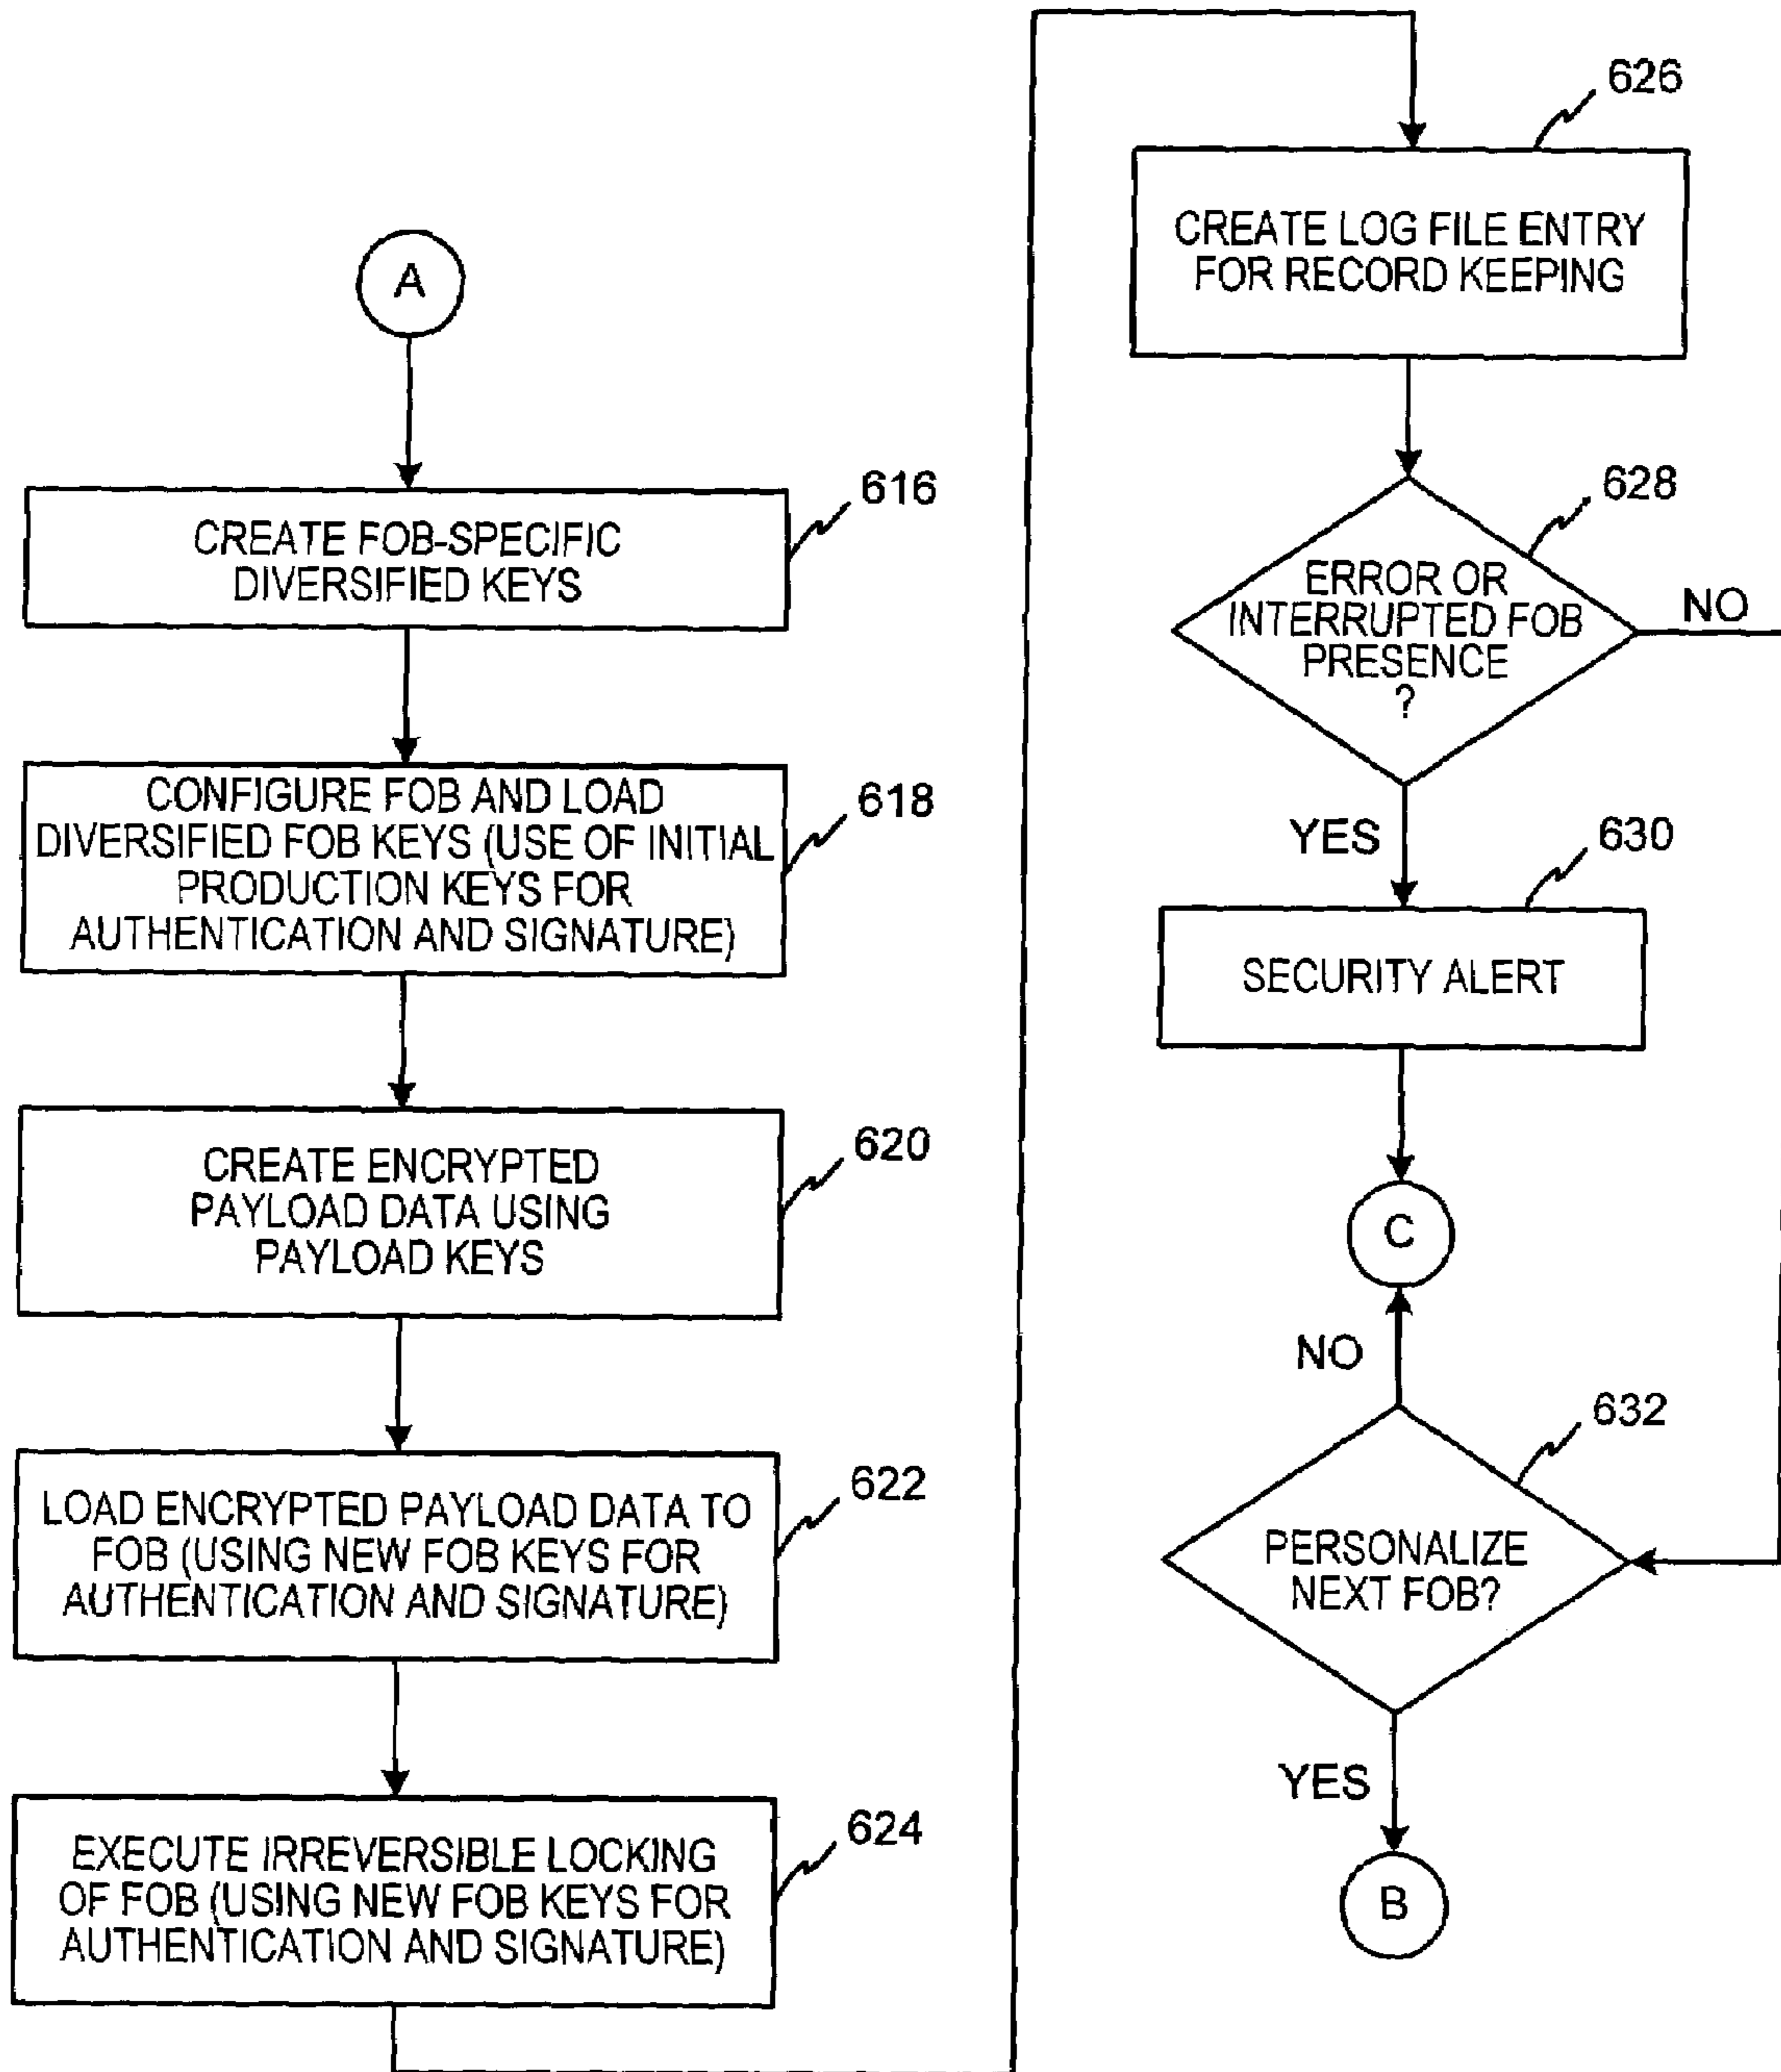 A
616
CREATE FOB-SPECIFIC
DIVERSIFIED KEYS
618
CONFIGURE FOB AND LOAD
DIVERSIFIED FOB KEYS (USE OF INITIAL
PRODUCTION KEYS FOR
AUTHENTICATION AND SIGNATURE)
620
CREATE ENCRYPTED
PAYLOAD DATA USING
PAYLOAD KEYS
622
LOAD ENCRYPTED PAYLOAD DATA TO
FOB (USING NEW FOB KEYS FOR
AUTHENTICATION AND SIGNATURE)
624
EXECUTE IRREVERSIBLE LOCKING
OF FOB (USING NEW FOB KEYS FOR
AUTHENTICATION AND SIGNATURE)
626
CREATE LOG FILE ENTRY
FOR RECORD KEEPING
628
ERROR OR
INTERRUPTED FOB
PRESENCE
?
NO
YES
630
SECURITY ALERT
C
NO
632
PERSONALIZE
NEXT FOB?
YES
B